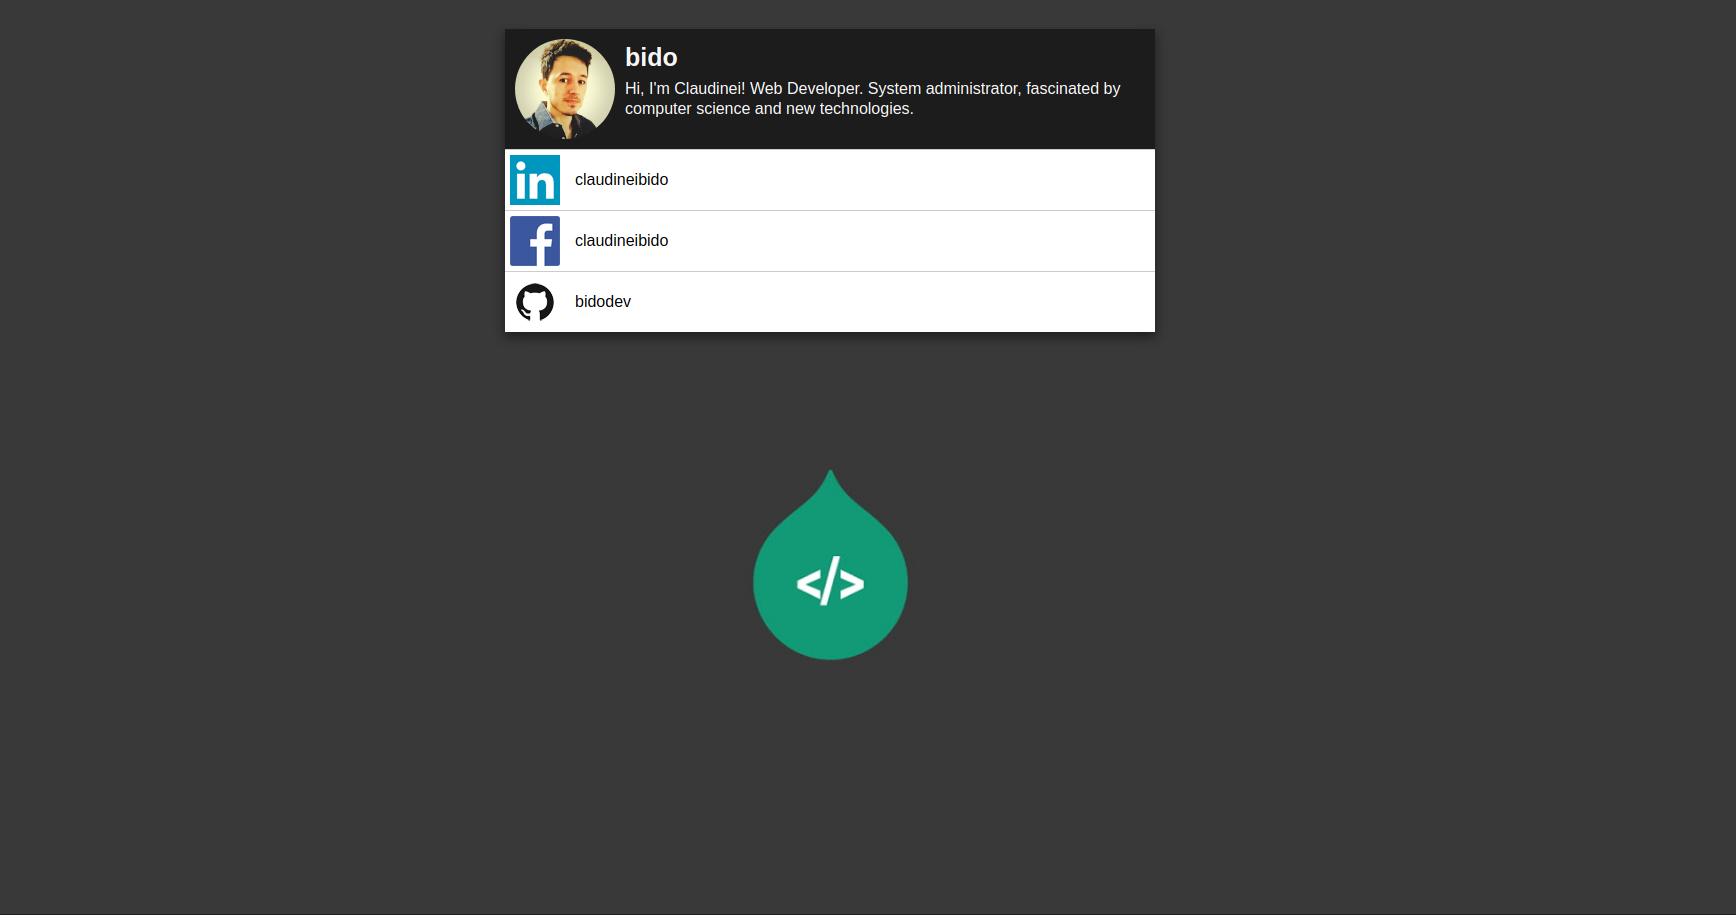 bido
Hi, I'm Claudinei! Web Developer. System administrator, fascinated by
computer science and new technologies.
in
claudineibido
f
claudineibido
bidodev
</>